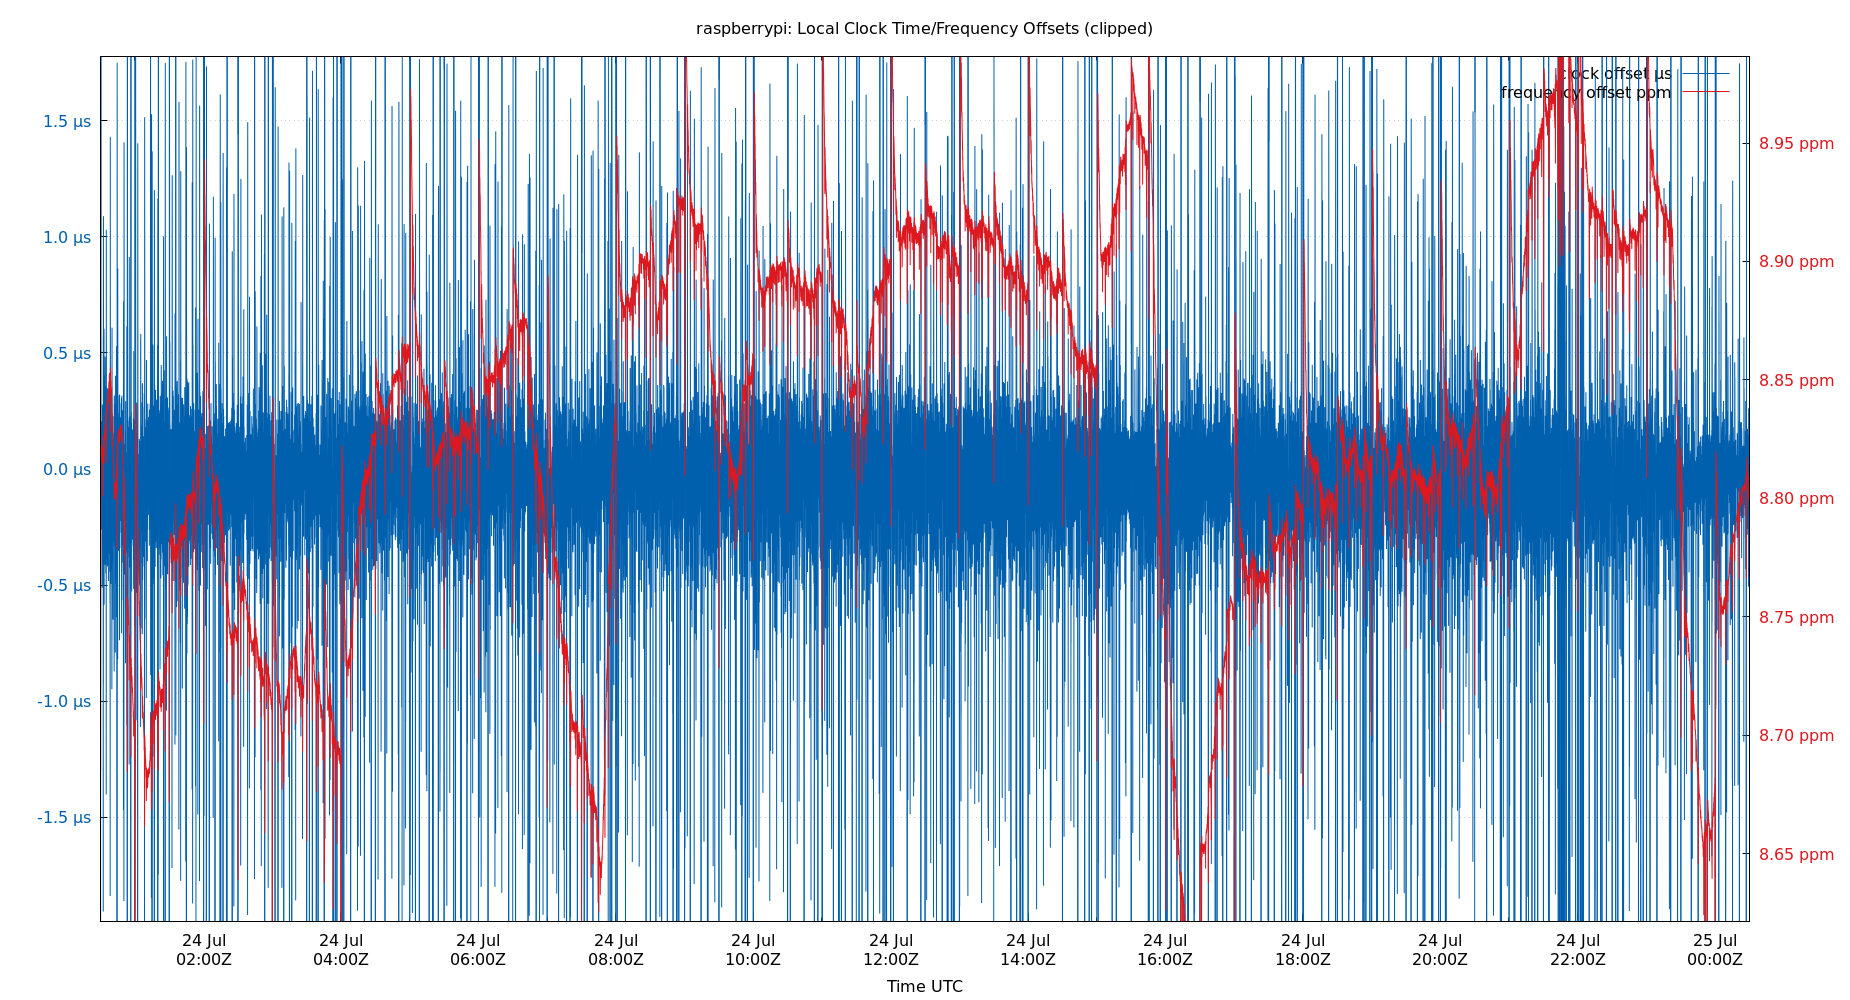 raspberrypi: Local Clock Time/Frequency Offsets (clipped)
clock offset µs
frequency offset ppm
1.5 µs
1.0 µs
0.5 µs
0.0 µs
-0.5 µs
-1.0 µs
-1.5 µs
8.95 ppm
8.90 ppm
8.85 ppm
8.80 ppm
8.75 ppm
8.70 ppm
8.65 ppm
24 Jul 24 Jul 24 Jul 24 Jul 24 Jul 24 Jul 24 Jul 24 Jul 24 Jul 24 Jul 24 Jul 25 Jul
02:00Z 04:00Z 06:00Z 08:00Z 10:00Z 12:00Z 14:00Z 16:00Z 18:00Z 20:00Z 22:00Z 00:00Z
Time UTC